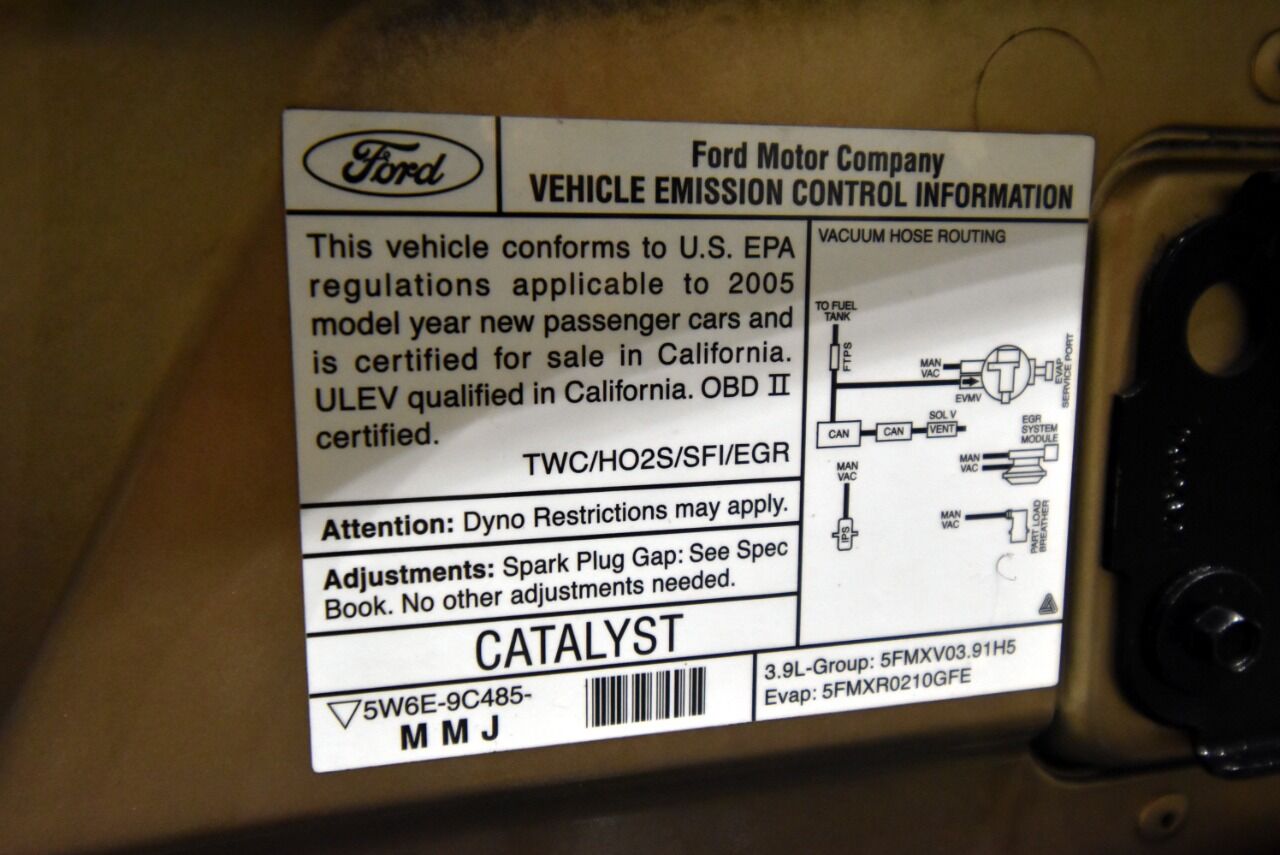 Ford
Ford Motor Company
VEHICLE EMISSION CONTROL INFORMATION
This vehicle conforms to U.S. EPA
regulations applicable to 2005
model year new passenger cars and
is certified for sale in California.
ULEV qualified in California. OBD II
certified.
TWC/HO2S/SFI/EGR
Attention: Dyno Restrictions may apply.
Adjustments: Spark Plug Gap: See Spec
Book. No other adjustments needed.
CATALYST
5W6E-9C485-
M M J
VACUUM HOSE ROUTING
TO FUEL
TANK
FTPS
MAN
VAC
EVMV
EVAP
SERVICE PORT
CAN
CAN
SOL V
VENT
EGR
SYSTEM
MODULE
MAN
VAC
MAN
VAC
IPS
MAN
VAC
PART LOAD
BREATHER
3.9L-Group: 5FMXV03.91H5
Evap: 5FMXR0210GFE